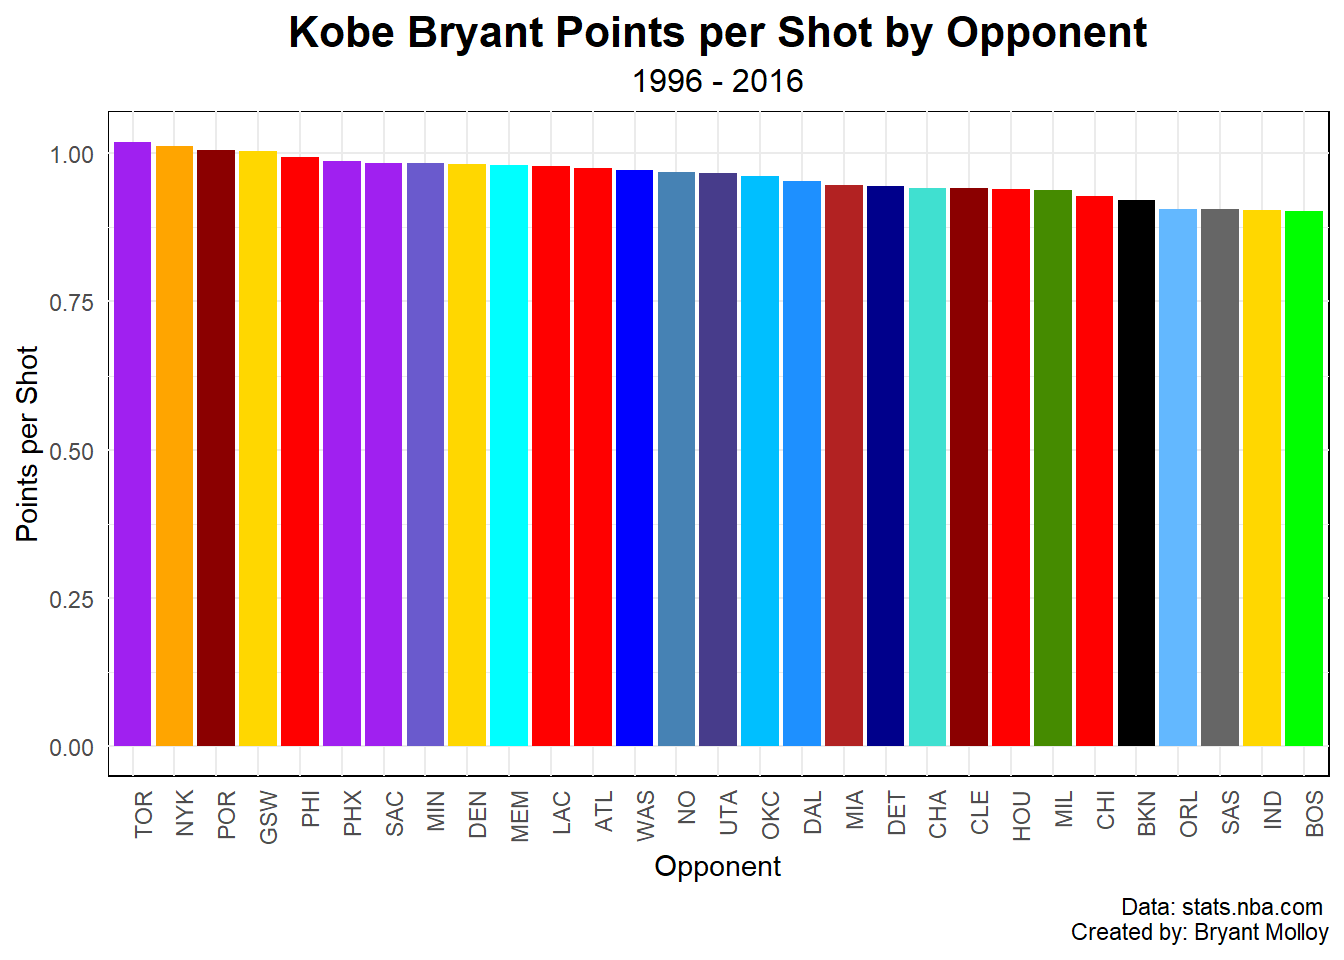 Kobe Bryant Points per Shot by Opponent
1996 - 2016
Points per Shot
1.00
0.75
0.50
0.25
0.00
TOR
NYK
POR
GSW
PHI
PHX
SAC
MIN
DEN
MEM
LAC
ATL
WAS
NO
UTA
OKC
DAL
MIA
DET
CHA
CLE
HOU
MIL
CHI
BKN
ORL
SAS
IND
BOS
Opponent
Data: stats.nba.com
Created by: Bryant Molloy